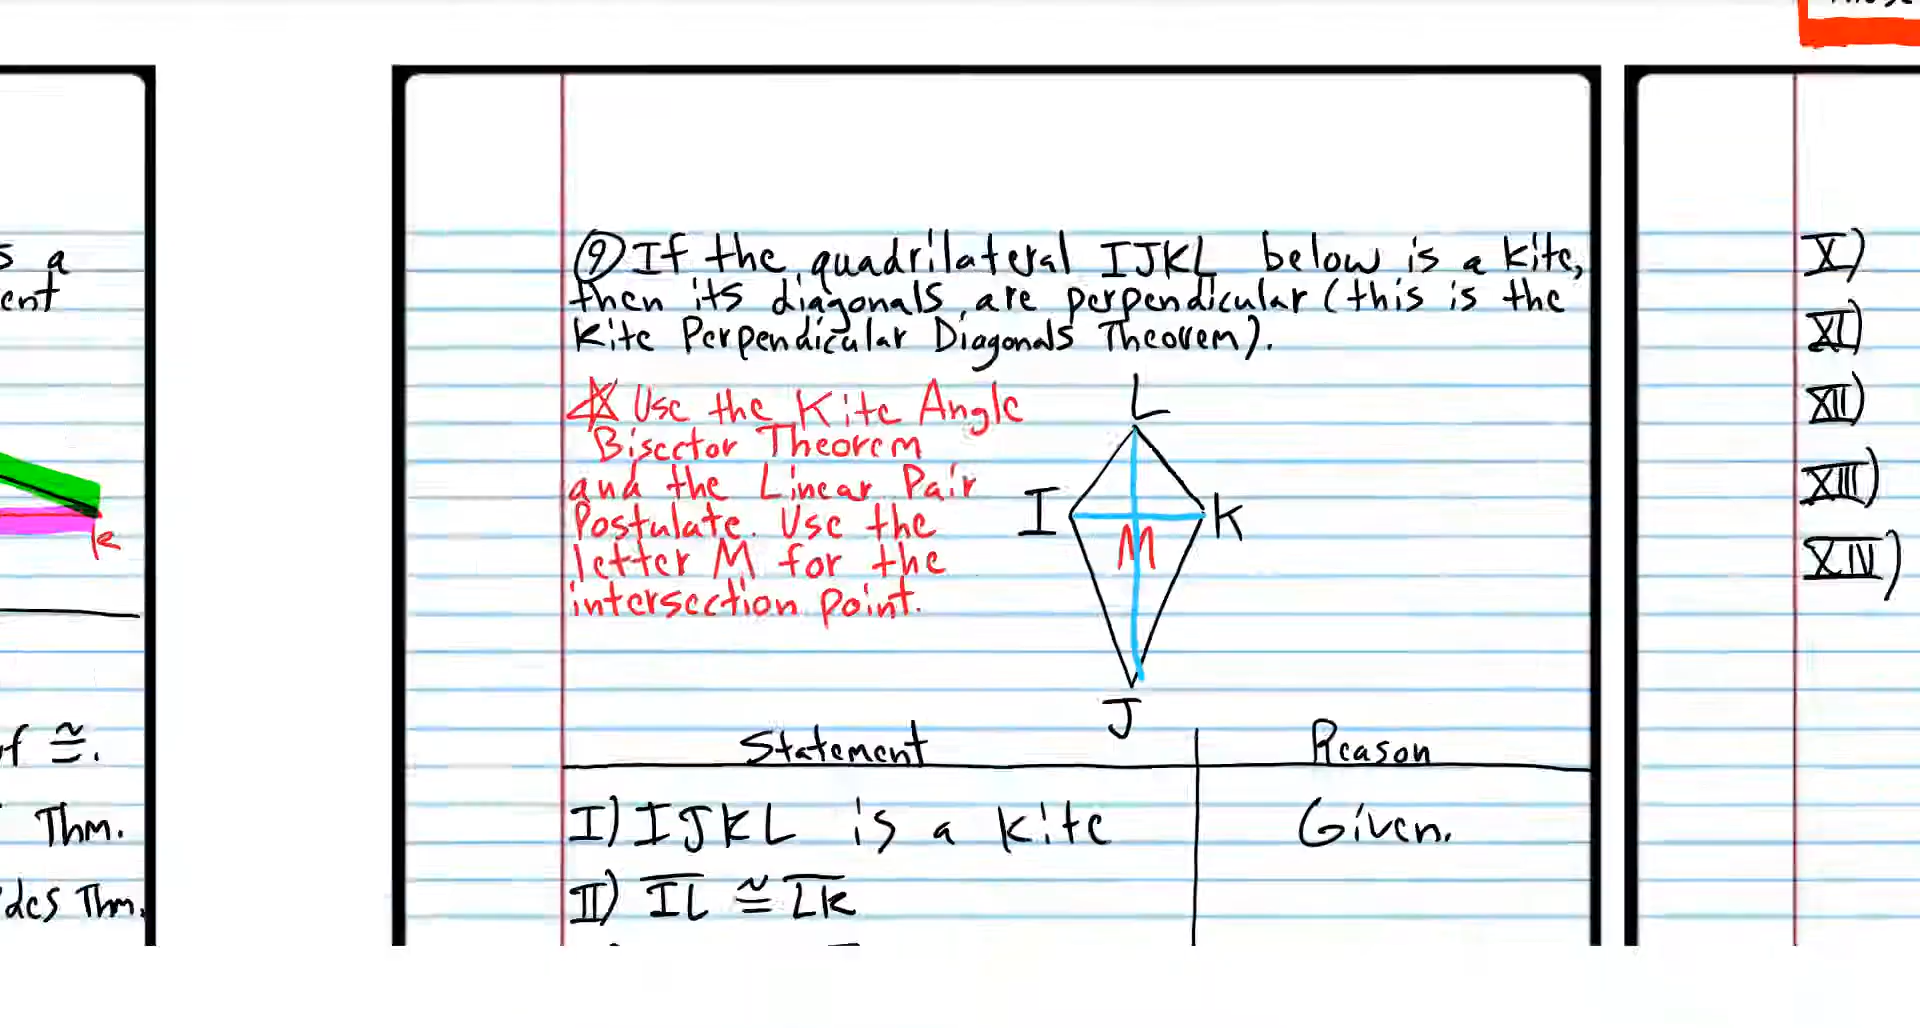 s a
ent
k
f ≅.
Thm.
des Thm.
⑨ If the quadrilateral IJKL below is a kite,
then its diagonals are perpendicular (this is the
Kite Perpendicular Diagonals Theorem).
☆ Use the Kite Angle
Bisector Theorem
and the Linear Pair
Postulate. Use the
letter M for the
intersection point.
L
I
K
M
J
Statement Reason
I) IJKL is a kite Given.
II) IL ≅ LK
X)
XI)
XII)
XIII)
XIV)